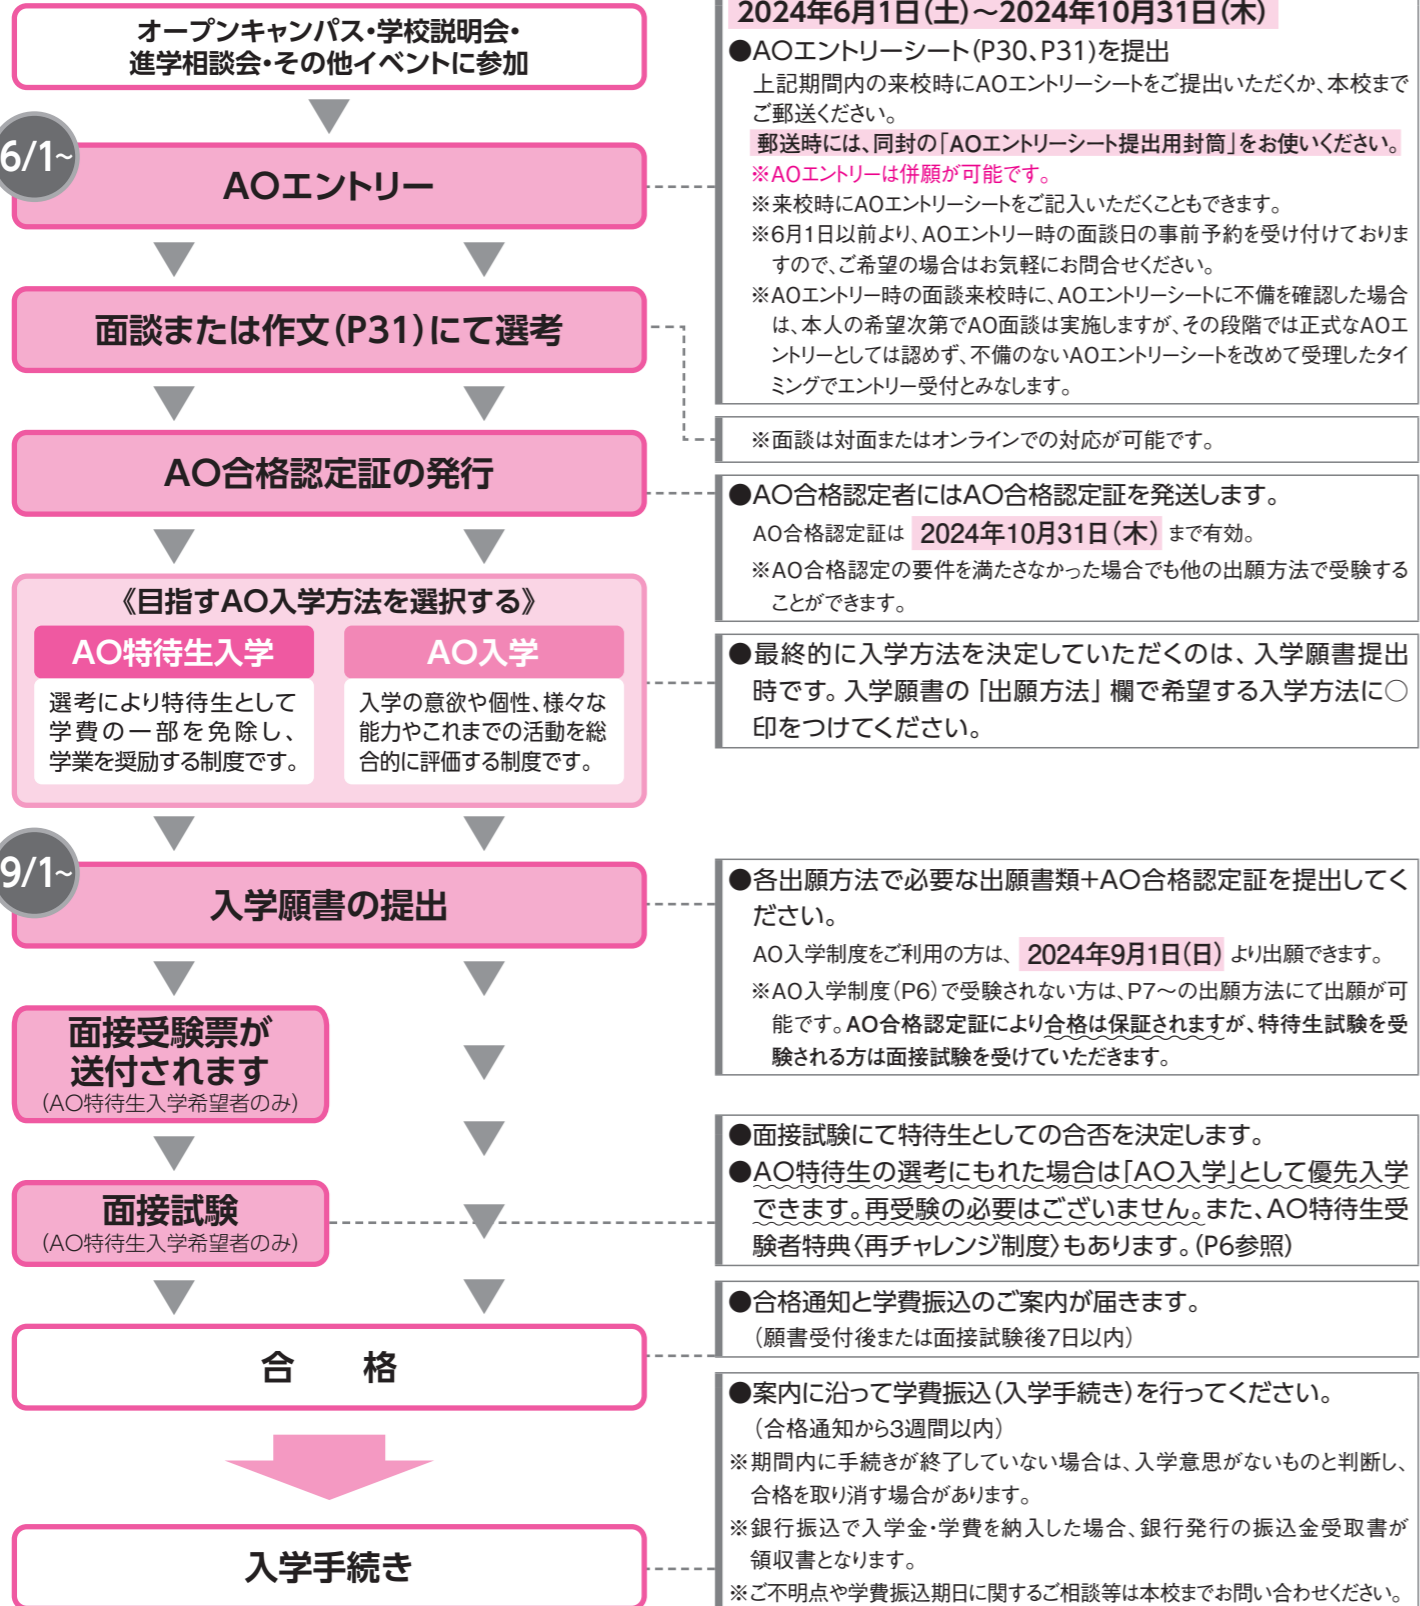 オープンキャンパス・学校説明会・
進学相談会・その他イベントに参加
6/1~
AOエントリー
2024年6月1日(土)～2024年10月31日(木)
●AOエントリーシート(P30、P31)を提出
上記期間内の来校時にAOエントリーシートをご提出いただくか、本校まで
ご郵送ください。
郵送時には、同封の「AOエントリーシート提出用封筒」をお使いください。
※AOエントリーは併願が可能です。
※来校時にAOエントリーシートをご記入いただくこともできます。
※6月1日以前より、AOエントリー時の面談日の事前予約を受け付けておりま
すので、ご希望の場合はお気軽にお問合せください。
※AOエントリー時の面談来校時に、AOエントリーシートに不備を確認した場合
は、本人の希望次第でAO面談は実施しますが、その段階では正式なAOエ
ントリーとしては認めず、不備のないAOエントリーシートを改めて受理したタイ
ミングでエントリー受付とみなします。
面談または作文(P31)にて選考
※面談は対面またはオンラインでの対応が可能です。
AO合格認定証の発行
●AO合格認定者にはAO合格認定証を発送します。
AO合格認定証は 2024年10月31日(木) まで有効。
※AO合格認定の要件を満たさなかった場合でも他の出願方法で受験する
ことができます。
《目指すAO入学方法を選択する》
AO特待生入学
選考により特待生として
学費の一部を免除し、
学業を奨励する制度です。
AO入学
入学の意欲や個性、様々な
能力やこれまでの活動を総
合的に評価する制度です。
●最終的に入学方法を決定していただくのは、入学願書提出
時です。入学願書の「出願方法」欄で希望する入学方法に○
印をつけてください。
9/1~
入学願書の提出
●各出願方法で必要な出願書類+AO合格認定証を提出してく
ださい。
AO入学制度をご利用の方は、 2024年9月1日(日) より出願できます。
※AO入学制度(P6)で受験されない方は、P7～の出願方法にて出願が可
能です。AO合格認定証により合格は保証されますが、特待生試験を受
験される方は面接試験を受けていただきます。
面接受験票が
送付されます
(AO特待生入学希望者のみ)
面接試験
(AO特待生入学希望者のみ)
●面接試験にて特待生としての合否を決定します。
●AO特待生の選考にもれた場合は「AO入学」として優先入学
できます。再受験の必要はございません。また、AO特待生受
験者特典〈再チャレンジ制度〉もあります。(P6参照)
合　格
●合格通知と学費振込のご案内が届きます。
(願書受付後または面接試験後7日以内)
入学手続き
●案内に沿って学費振込(入学手続き)を行ってください。
(合格通知から3週間以内)
※期間内に手続きが終了していない場合は、入学意思がないものと判断し、
合格を取り消す場合があります。
※銀行振込で入学金・学費を納入した場合、銀行発行の振込金受取書が
領収書となります。
※ご不明点や学費振込期日に関するご相談等は本校までお問い合わせください。